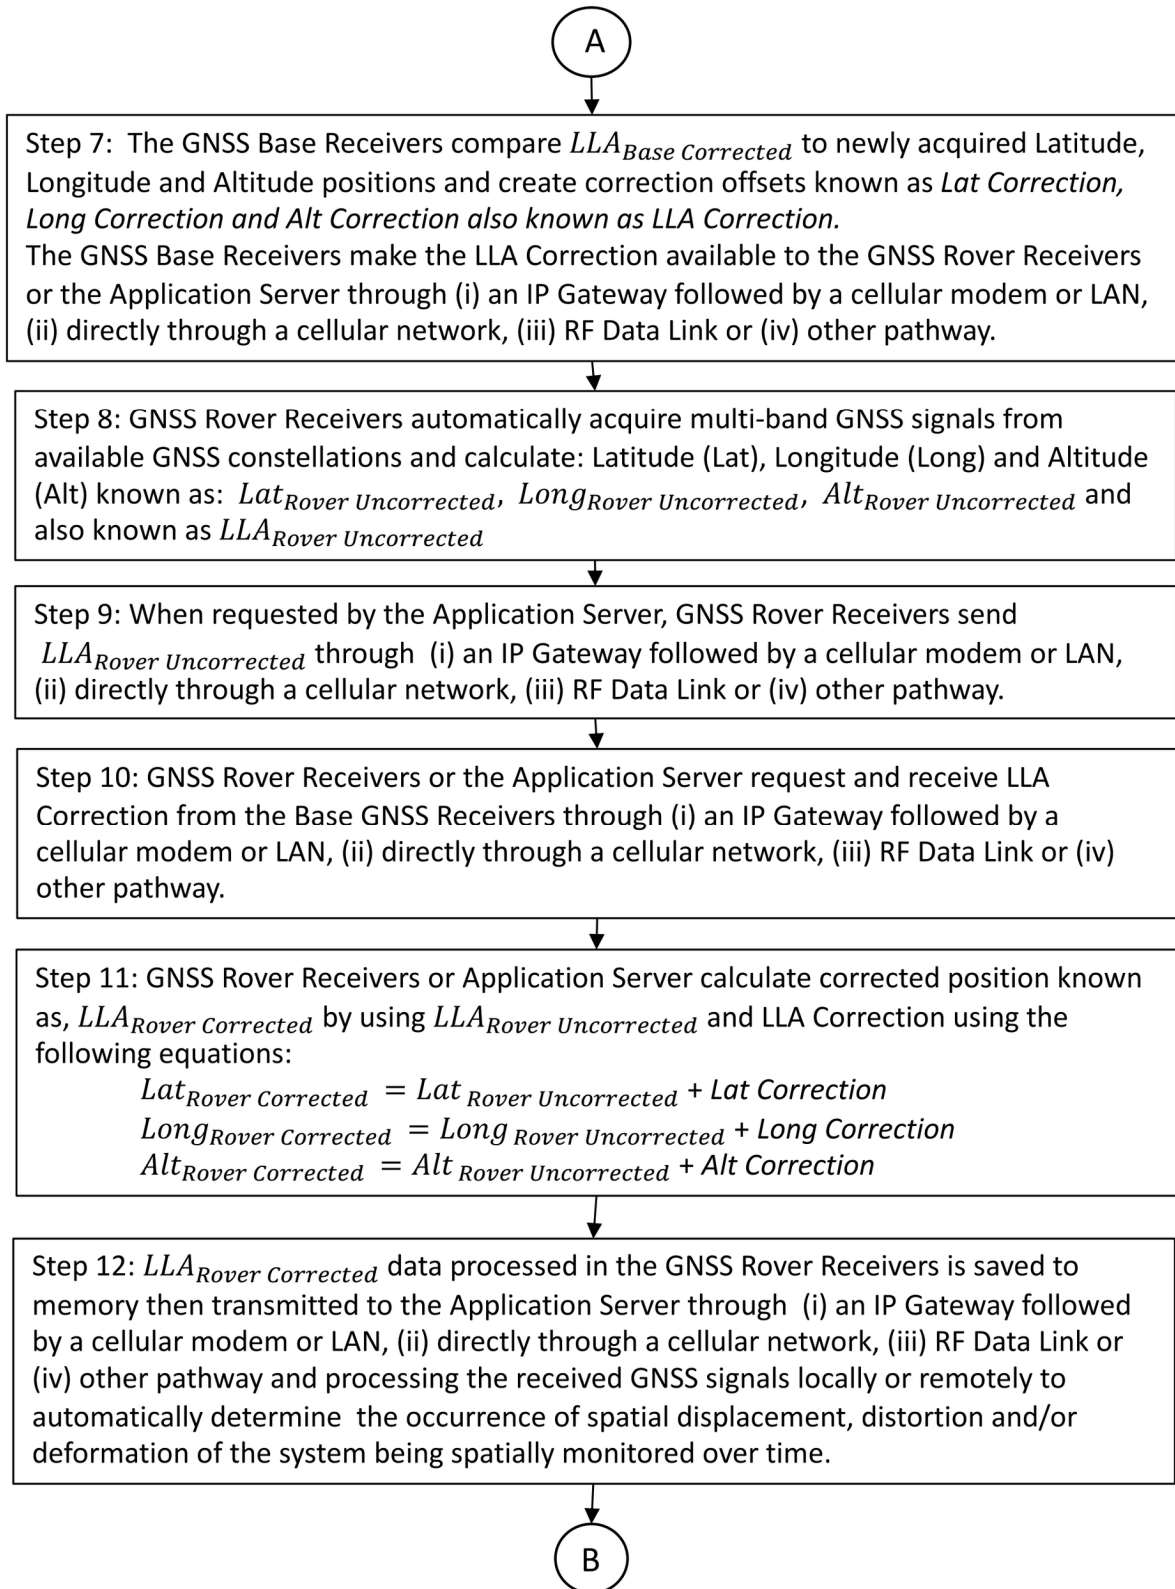 A
Step 7:  The GNSS Base Receivers compare LLA_Base Corrected to newly acquired Latitude,
Longitude and Altitude positions and create correction offsets known as Lat Correction,
Long Correction and Alt Correction also known as LLA Correction.
The GNSS Base Receivers make the LLA Correction available to the GNSS Rover Receivers
or the Application Server through (i) an IP Gateway followed by a cellular modem or LAN,
(ii) directly through a cellular network, (iii) RF Data Link or (iv) other pathway.
Step 8: GNSS Rover Receivers automatically acquire multi-band GNSS signals from
available GNSS constellations and calculate: Latitude (Lat), Longitude (Long) and Altitude
(Alt) known as:  Lat_Rover Uncorrected, Long_Rover Uncorrected, Alt_Rover Uncorrected and
also known as LLA_Rover Uncorrected
Step 9: When requested by the Application Server, GNSS Rover Receivers send
LLA_Rover Uncorrected through  (i) an IP Gateway followed by a cellular modem or LAN,
(ii) directly through a cellular network, (iii) RF Data Link or (iv) other pathway.
Step 10: GNSS Rover Receivers or the Application Server request and receive LLA
Correction from the Base GNSS Receivers through (i) an IP Gateway followed by a
cellular modem or LAN, (ii) directly through a cellular network, (iii) RF Data Link or (iv)
other pathway.
Step 11: GNSS Rover Receivers or Application Server calculate corrected position known
as, LLA_Rover Corrected by using LLA_Rover Uncorrected and LLA Correction using the
following equations:
Lat_Rover Corrected = Lat_Rover Uncorrected + Lat Correction
Long_Rover Corrected = Long_Rover Uncorrected + Long Correction
Alt_Rover Corrected = Alt_Rover Uncorrected + Alt Correction
Step 12: LLA_Rover Corrected data processed in the GNSS Rover Receivers is saved to
memory then transmitted to the Application Server through  (i) an IP Gateway followed
by a cellular modem or LAN, (ii) directly through a cellular network, (iii) RF Data Link or
(iv) other pathway and processing the received GNSS signals locally or remotely to
automatically determine  the occurrence of spatial displacement, distortion and/or
deformation of the system being spatially monitored over time.
B